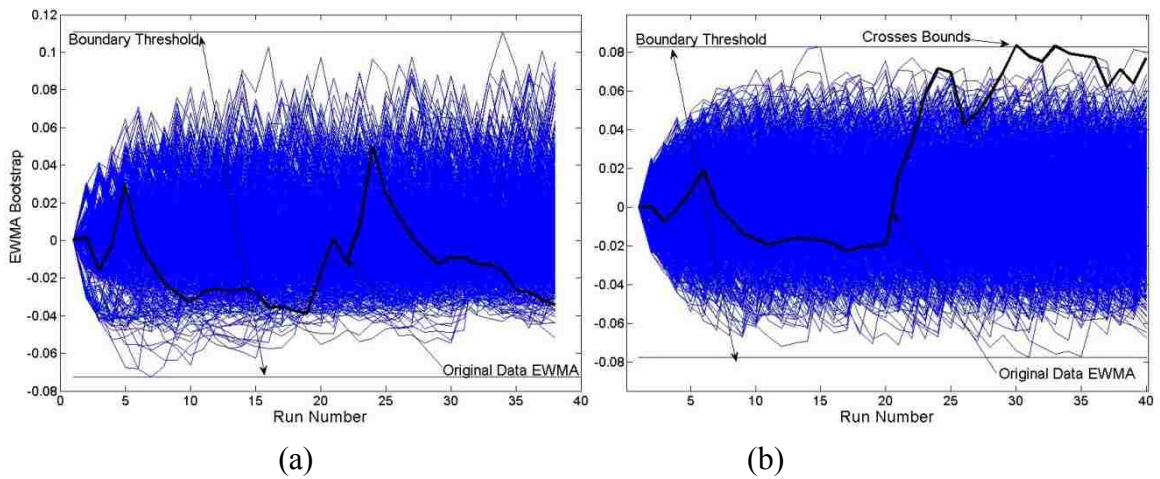 0.12
0.1
0.08
0.06
0.04
0.02
0
-0.02
-0.04
-0.06
-0.08
EWMA Bootstrap
Boundary Threshold
Original Data EWMA
0 5 10 15 20 25 30 35 40
Run Number
(a)
0.08
0.06
0.04
0.02
0
-0.02
-0.04
-0.06
-0.08
Boundary Threshold
Crosses Bounds
Original Data EWMA
5 10 15 20 25 30 35 40
Run Number
(b)